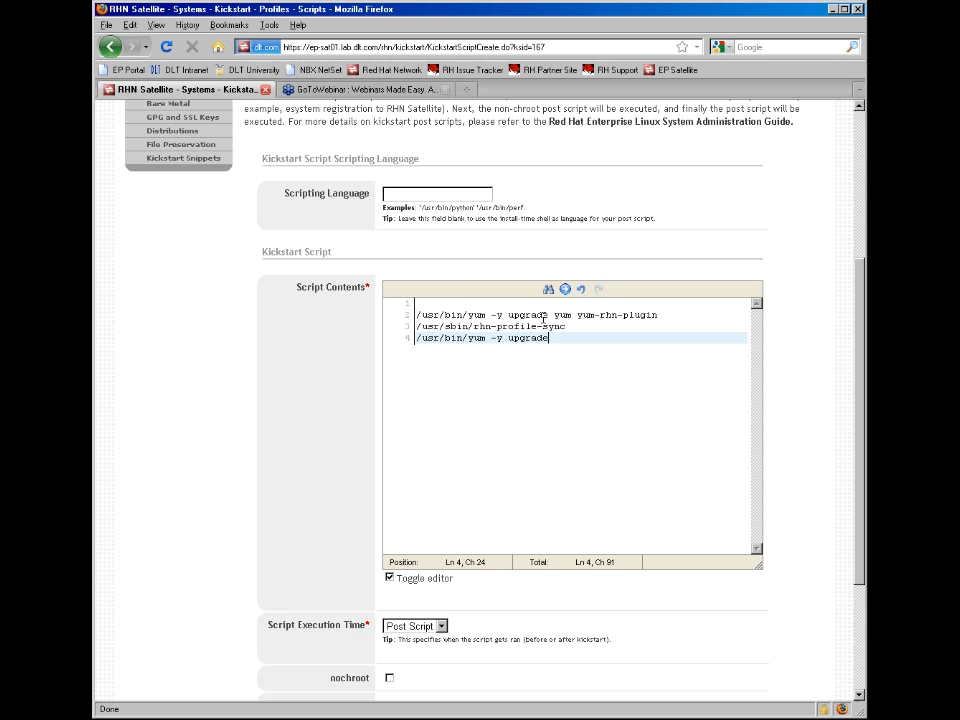 RHN Satellite - Systems - Kickstart - Profiles - Scripts - Mozilla Firefox
File Edit View History Bookmarks Tools Help
dlt.com https://ep-sat01.lab.dlt.com/rhn/kickstart/KickstartScriptCreate.do?ksid=167 Google
EP Portal DLT Intranet DLT University NBX NetSet Red Hat Network RH Issue Tracker RH Partner Site RH Support EP Satellite
RHN Satellite - Systems - Kicksta... GoToWebinar : Webinars Made Easy. A...
Bare Metal
GPG and SSL Keys
Distributions
File Preservation
Kickstart Snippets
example, esystem registration to RHN Satellite). Next, the non-chroot post script will be executed, and finally the post script will be
executed. For more details on kickstart post scripts, please refer to the Red Hat Enterprise Linux System Administration Guide.
Kickstart Script Scripting Language
Scripting Language
Examples: '/usr/bin/python' '/usr/bin/perl'.
Tip: Leave this field blank to use the install-time shell as language for your post script.
Kickstart Script
Script Contents*
1
2 /usr/bin/yum -y upgrade yum yum-rhn-plugin
3 /usr/sbin/rhn-profile-sync
4 /usr/bin/yum -y upgrade
Position: Ln 4, Ch 24 Total: Ln 4, Ch 91
Toggle editor
Script Execution Time* Post Script
Tip: This specifies when the script gets ran (before or after kickstart).
nochroot
Done